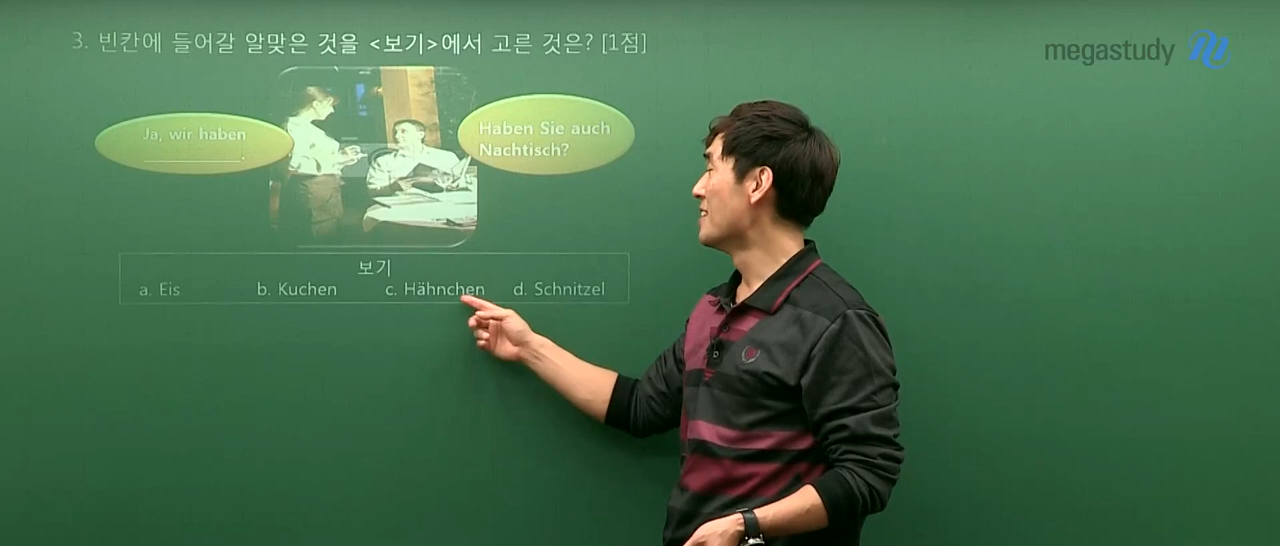 3. 빈칸에 들어갈 알맞은 것을 <보기>에서 고른 것은? [1점]
megastudy
Ja, wir haben
____________.
Haben Sie auch
Nachtisch?
보기
a. Eis b. Kuchen c. Hähnchen d. Schnitzel